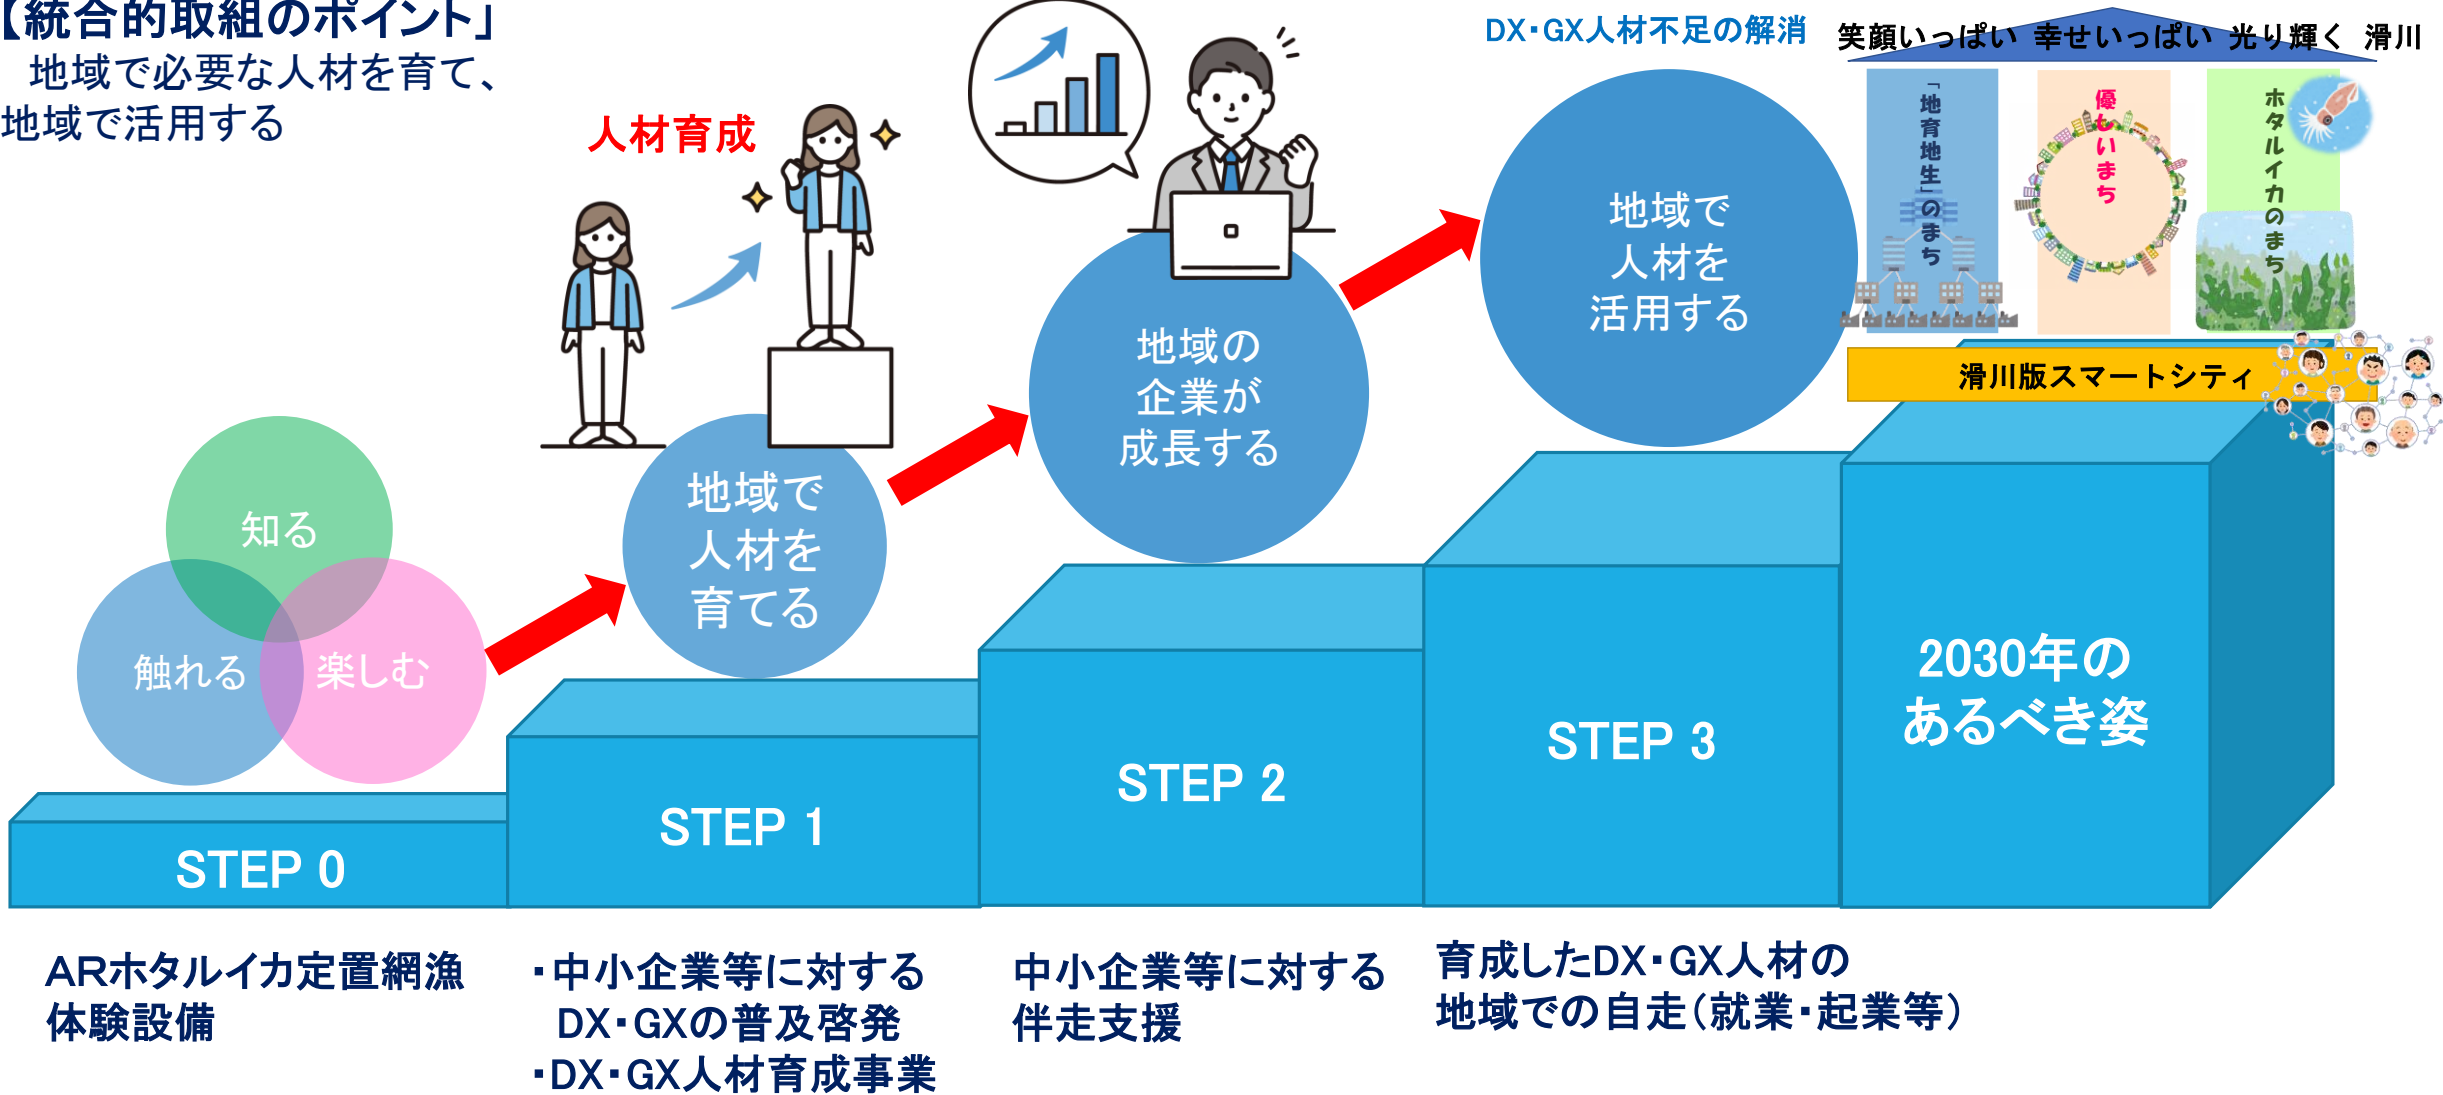 【統合的取組のポイント」
地域で必要な人材を育て、
地域で活用する
人材育成
DX・GX人材不足の解消
笑顔いっぱい 幸せいっぱい 光り輝く 滑川
「地育地生」のまち
優しいまち
ホタルイカのまち
滑川版スマートシティ
知る
触れる
楽しむ
地域で
人材を
育てる
地域の
企業が
成長する
地域で
人材を
活用する
STEP 0
STEP 1
STEP 2
STEP 3
2030年の
あるべき姿
ARホタルイカ定置網漁
体験設備
・中小企業等に対する
DX・GXの普及啓発
・DX・GX人材育成事業
中小企業等に対する
伴走支援
育成したDX・GX人材の
地域での自走(就業・起業等)